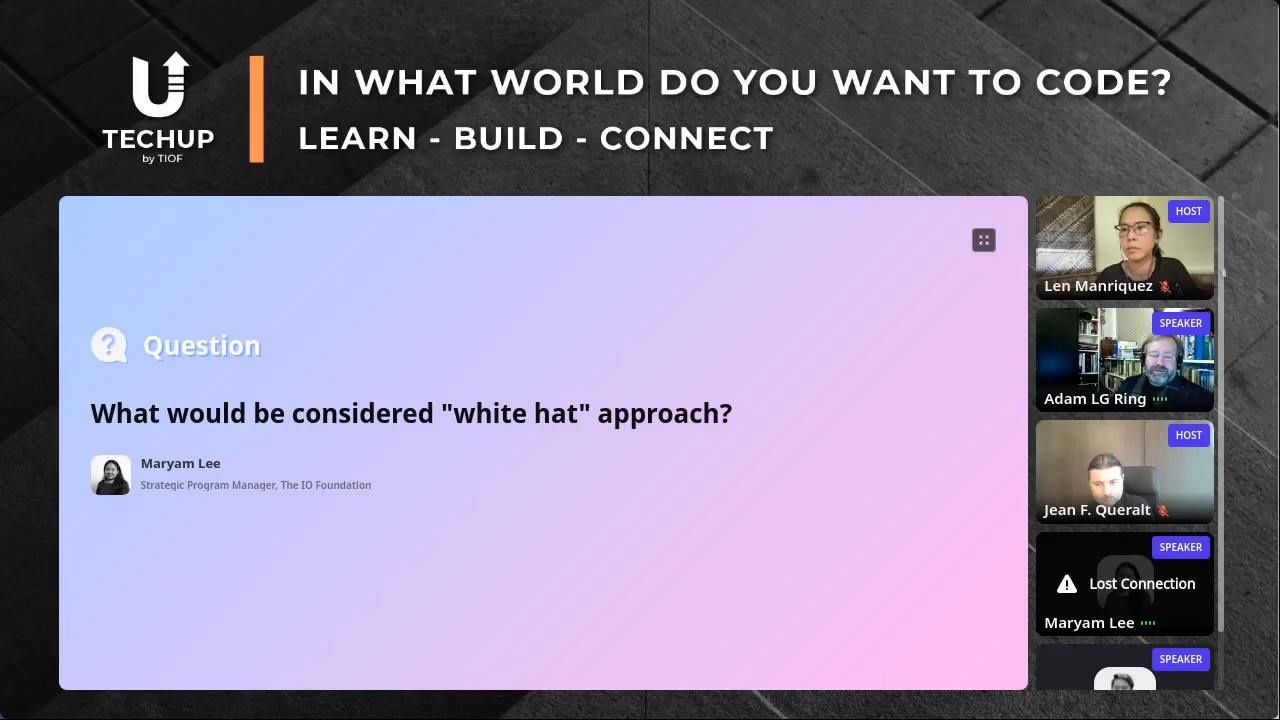 IN WHAT WORLD DO YOU WANT TO CODE?
LEARN - BUILD - CONNECT
TECHUP
by TIOF
Question
What would be considered "white hat" approach?
Maryam Lee
Strategic Program Manager, The IO Foundation
HOST
Len Manriquez
SPEAKER
Adam LG Ring
HOST
Jean F. Queralt
SPEAKER
Lost Connection
Maryam Lee
SPEAKER